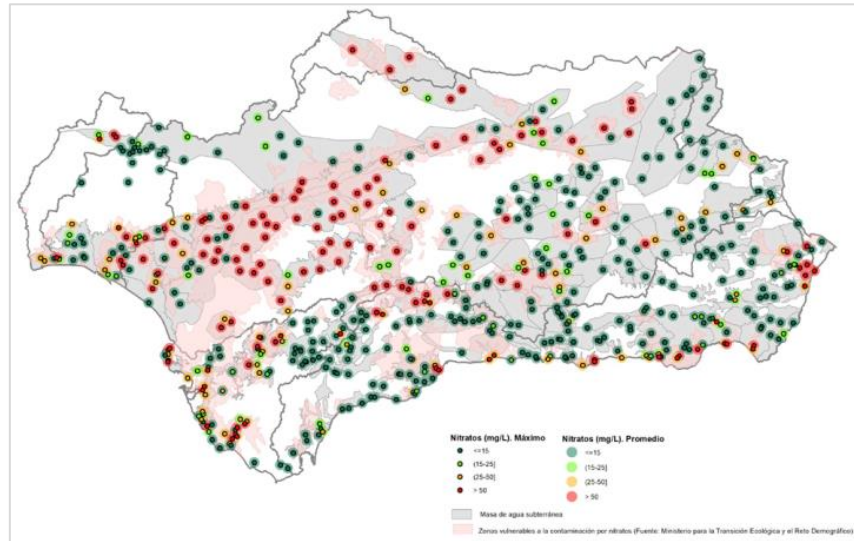 Nitratos (mg/L). Máximo
<=15
(15-25]
(25-50]
> 50
Nitratos (mg/L). Promedio
<=15
(15-25]
(25-50]
> 50
Masa de agua subterránea
Zonas vulnerables a la contaminación por nitratos (Fuente: Ministerio para la Transición Ecológica y el Reto Demográfico)